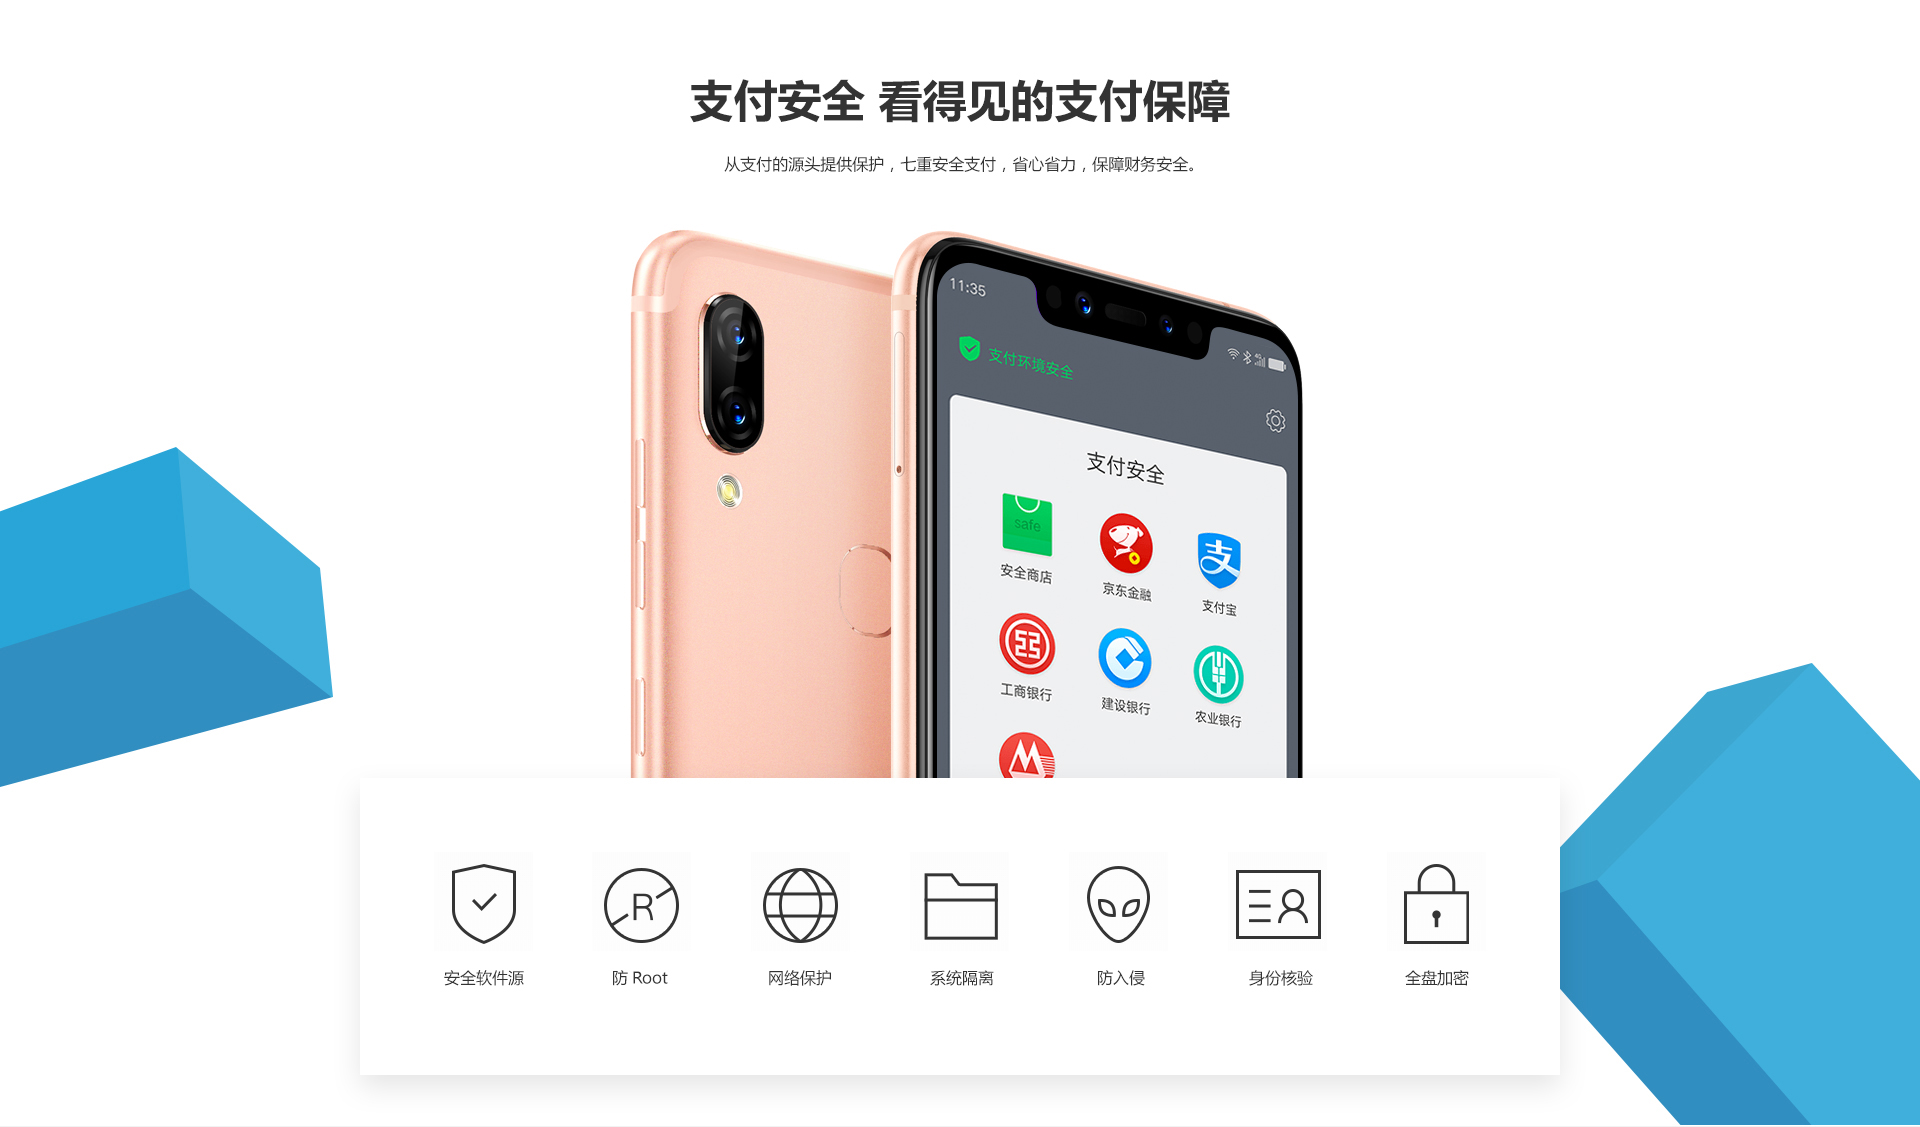 支付安全 看得见的支付保障
从支付的源头提供保护，七重安全支付，省心省力，保障财务安全。
11:35
4G
支付环境安全
支付安全
safe
安全商店
京东金融
支付宝
工商银行
建设银行
农业银行
R
安全软件源
防 Root
网络保护
系统隔离
防入侵
身份核验
全盘加密